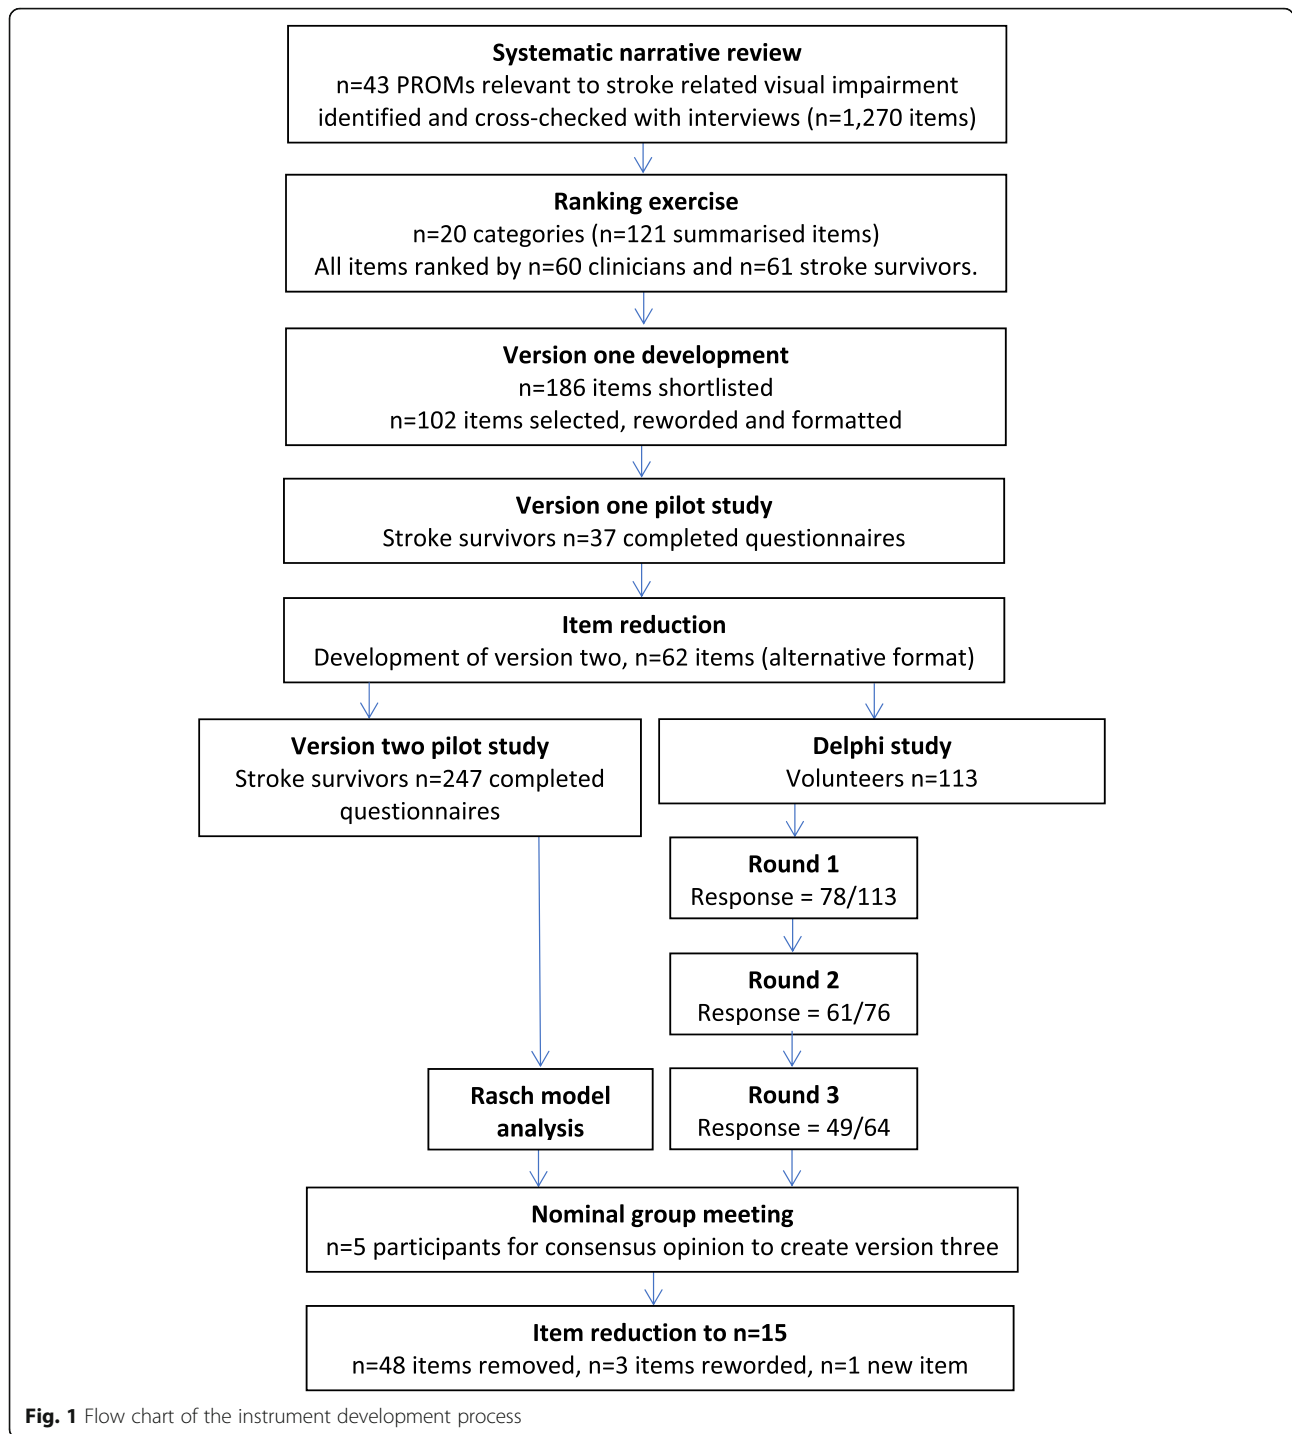 Systematic narrative review
n=43 PROMs relevant to stroke related visual impairment
identified and cross-checked with interviews (n=1,270 items)
Ranking exercise
n=20 categories (n=121 summarised items)
All items ranked by n=60 clinicians and n=61 stroke survivors.
Version one development
n=186 items shortlisted
n=102 items selected, reworded and formatted
Version one pilot study
Stroke survivors n=37 completed questionnaires
Item reduction
Development of version two, n=62 items (alternative format)
Version two pilot study
Stroke survivors n=247 completed
questionnaires
Delphi study
Volunteers n=113
Round 1
Response = 78/113
Round 2
Response = 61/76
Rasch model
analysis
Round 3
Response = 49/64
Nominal group meeting
n=5 participants for consensus opinion to create version three
Item reduction to n=15
n=48 items removed, n=3 items reworded, n=1 new item
Fig. 1 Flow chart of the instrument development process